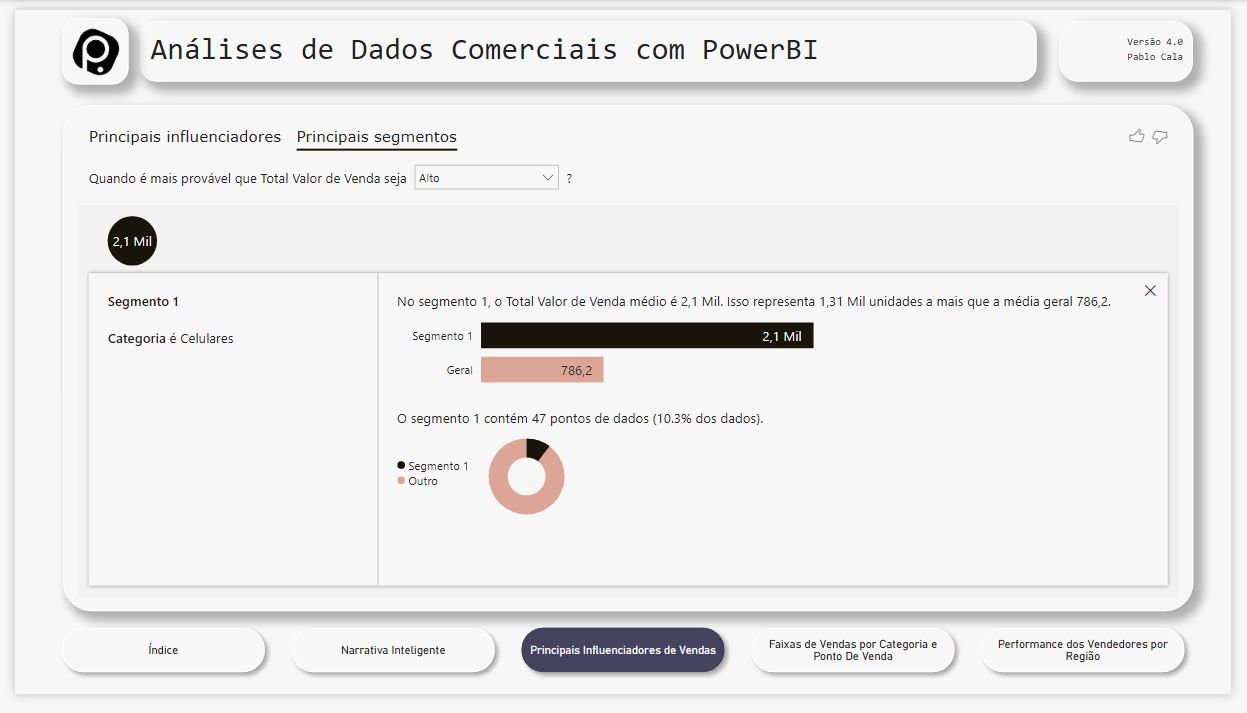 Análises de Dados Comerciais com PowerBI
Versão 4.0
Pablo Cala
Principais influenciadores
Principais segmentos
Quando é mais provável que Total Valor de Venda seja Alto ?
2,1 Mil
Segmento 1
Categoria é Celulares
No segmento 1, o Total Valor de Venda médio é 2,1 Mil. Isso representa 1,31 Mil unidades a mais que a média geral 786,2.
Segmento 1 2,1 Mil
Geral 786,2
O segmento 1 contém 47 pontos de dados (10.3% dos dados).
Segmento 1
Outro
Índice
Narrativa Inteligente
Principais Influenciadores de Vendas
Faixas de Vendas por Categoria e
Ponto De Venda
Performance dos Vendedores por
Região